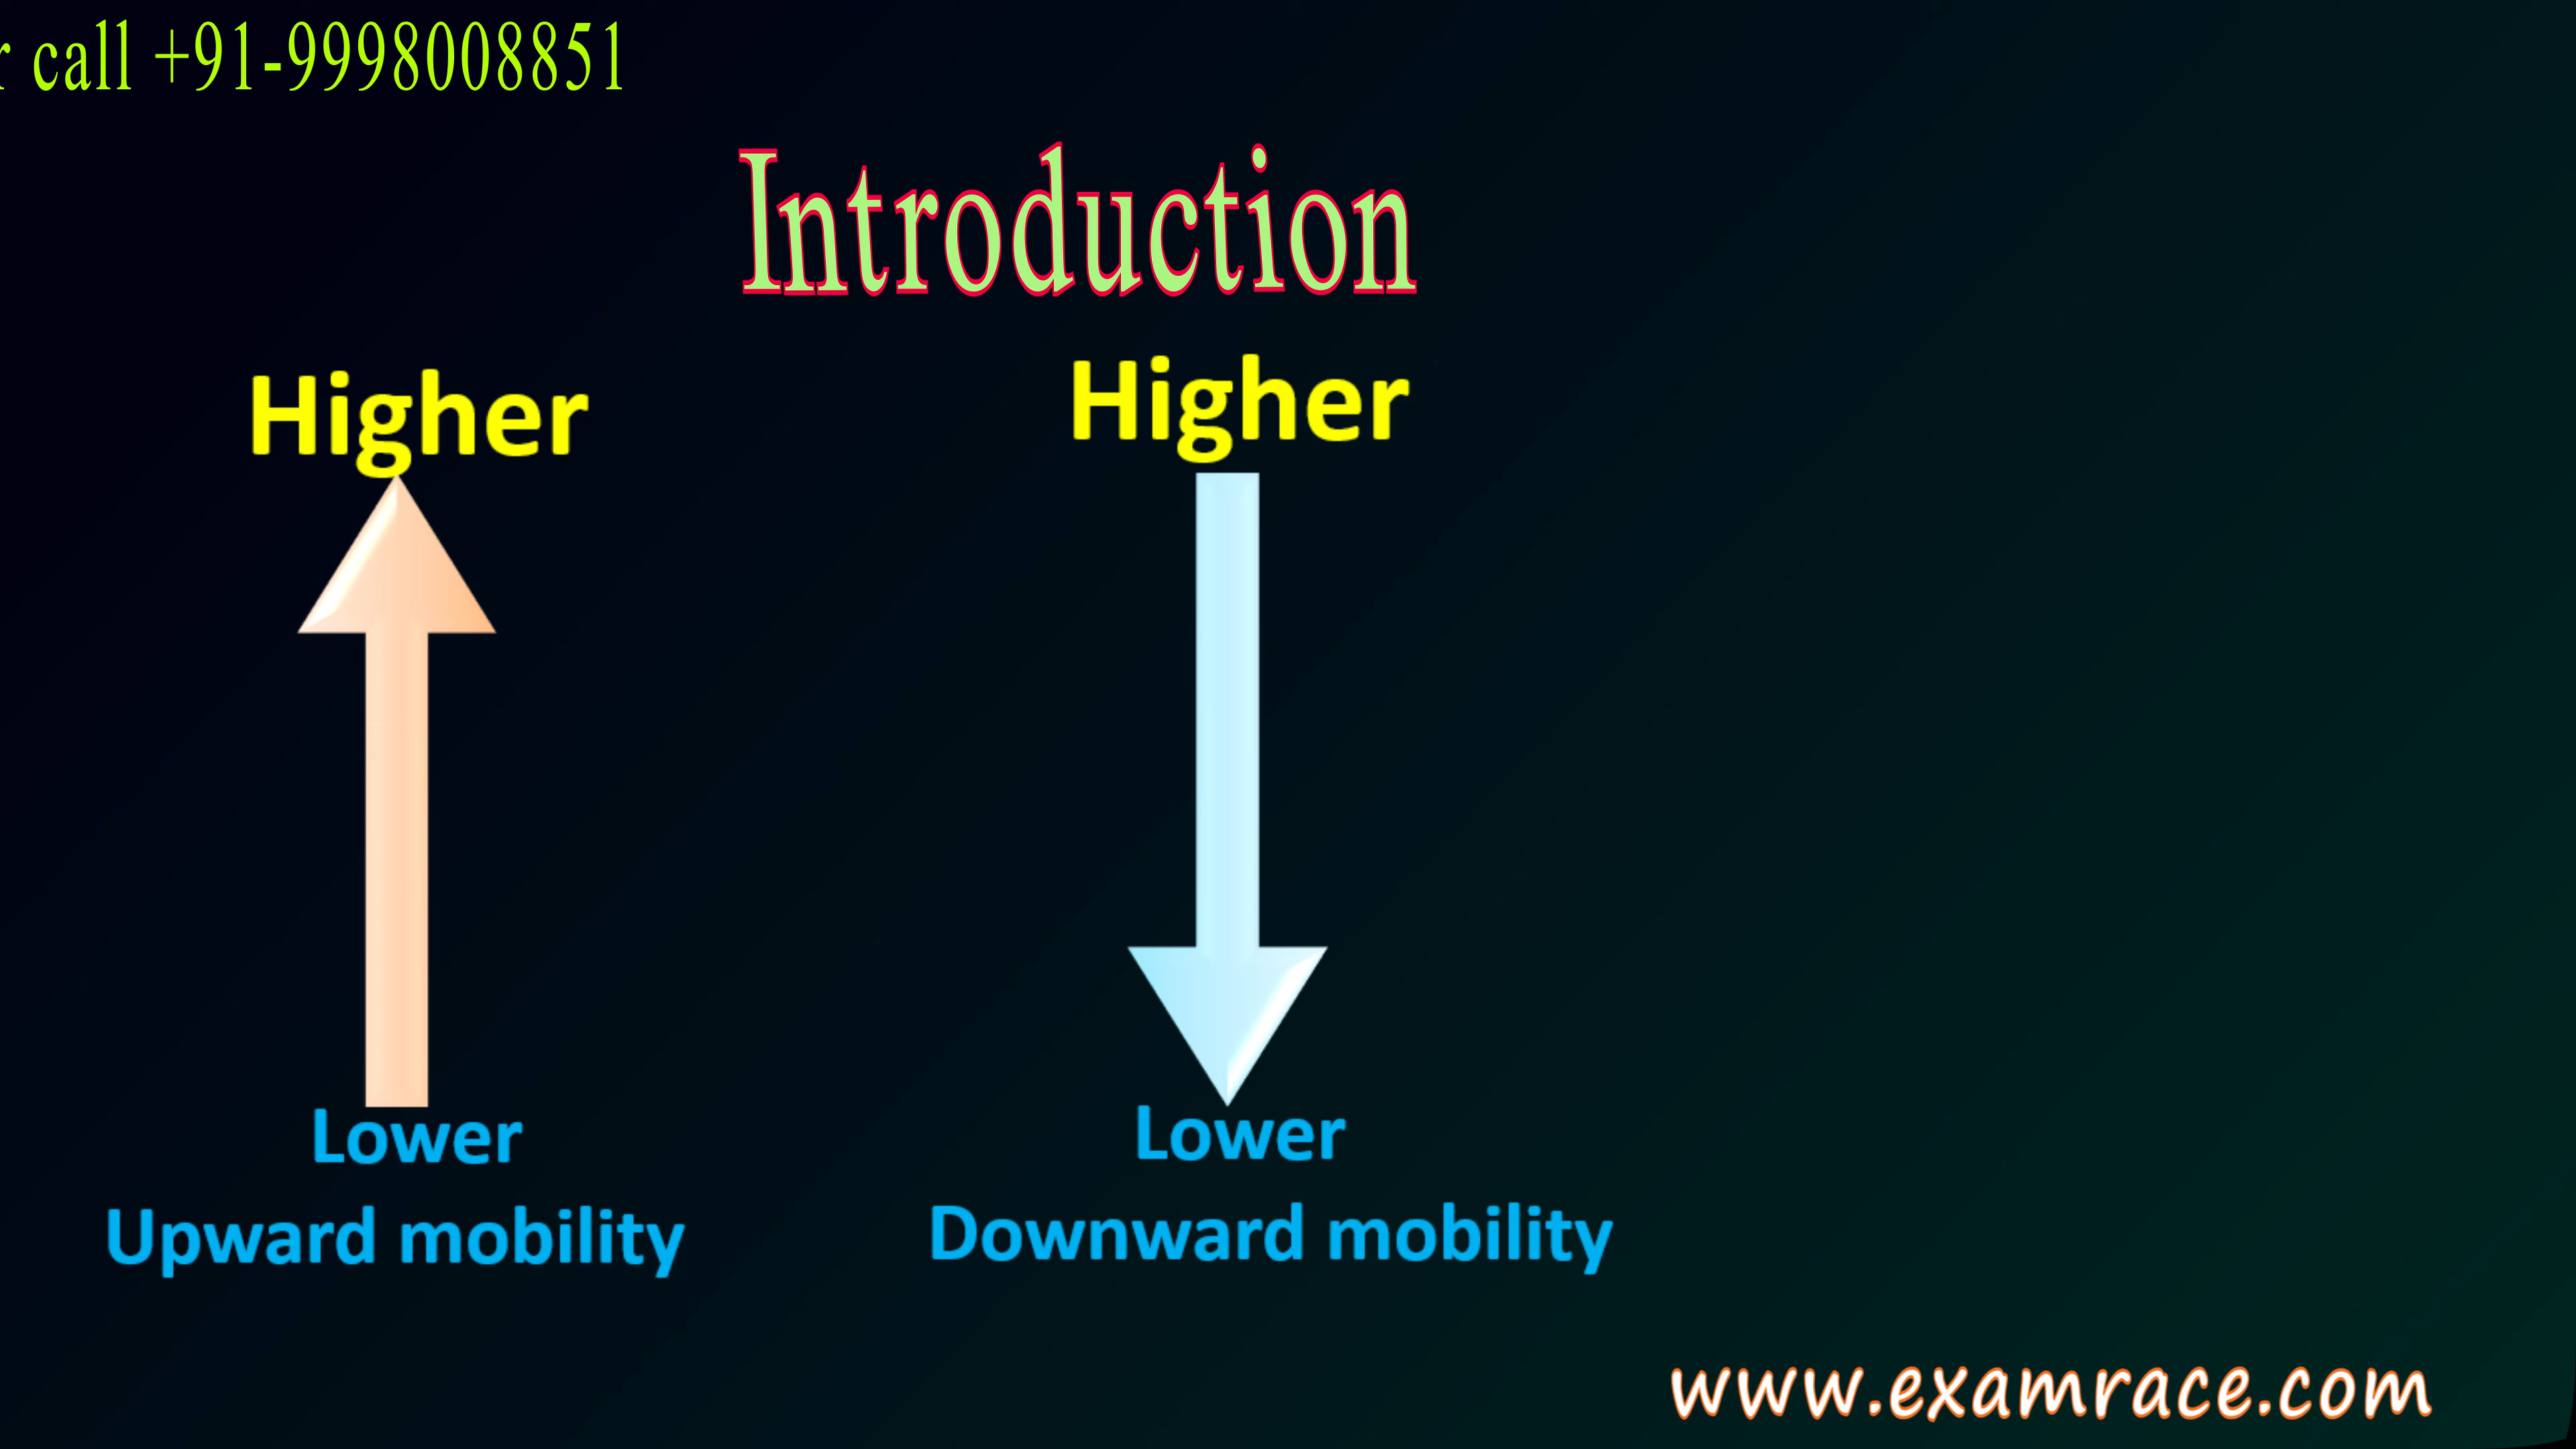 call +91-9998008851
Introduction
Higher
Higher
Lower
Lower
Upward mobility
Downward mobility
www.examrace.com